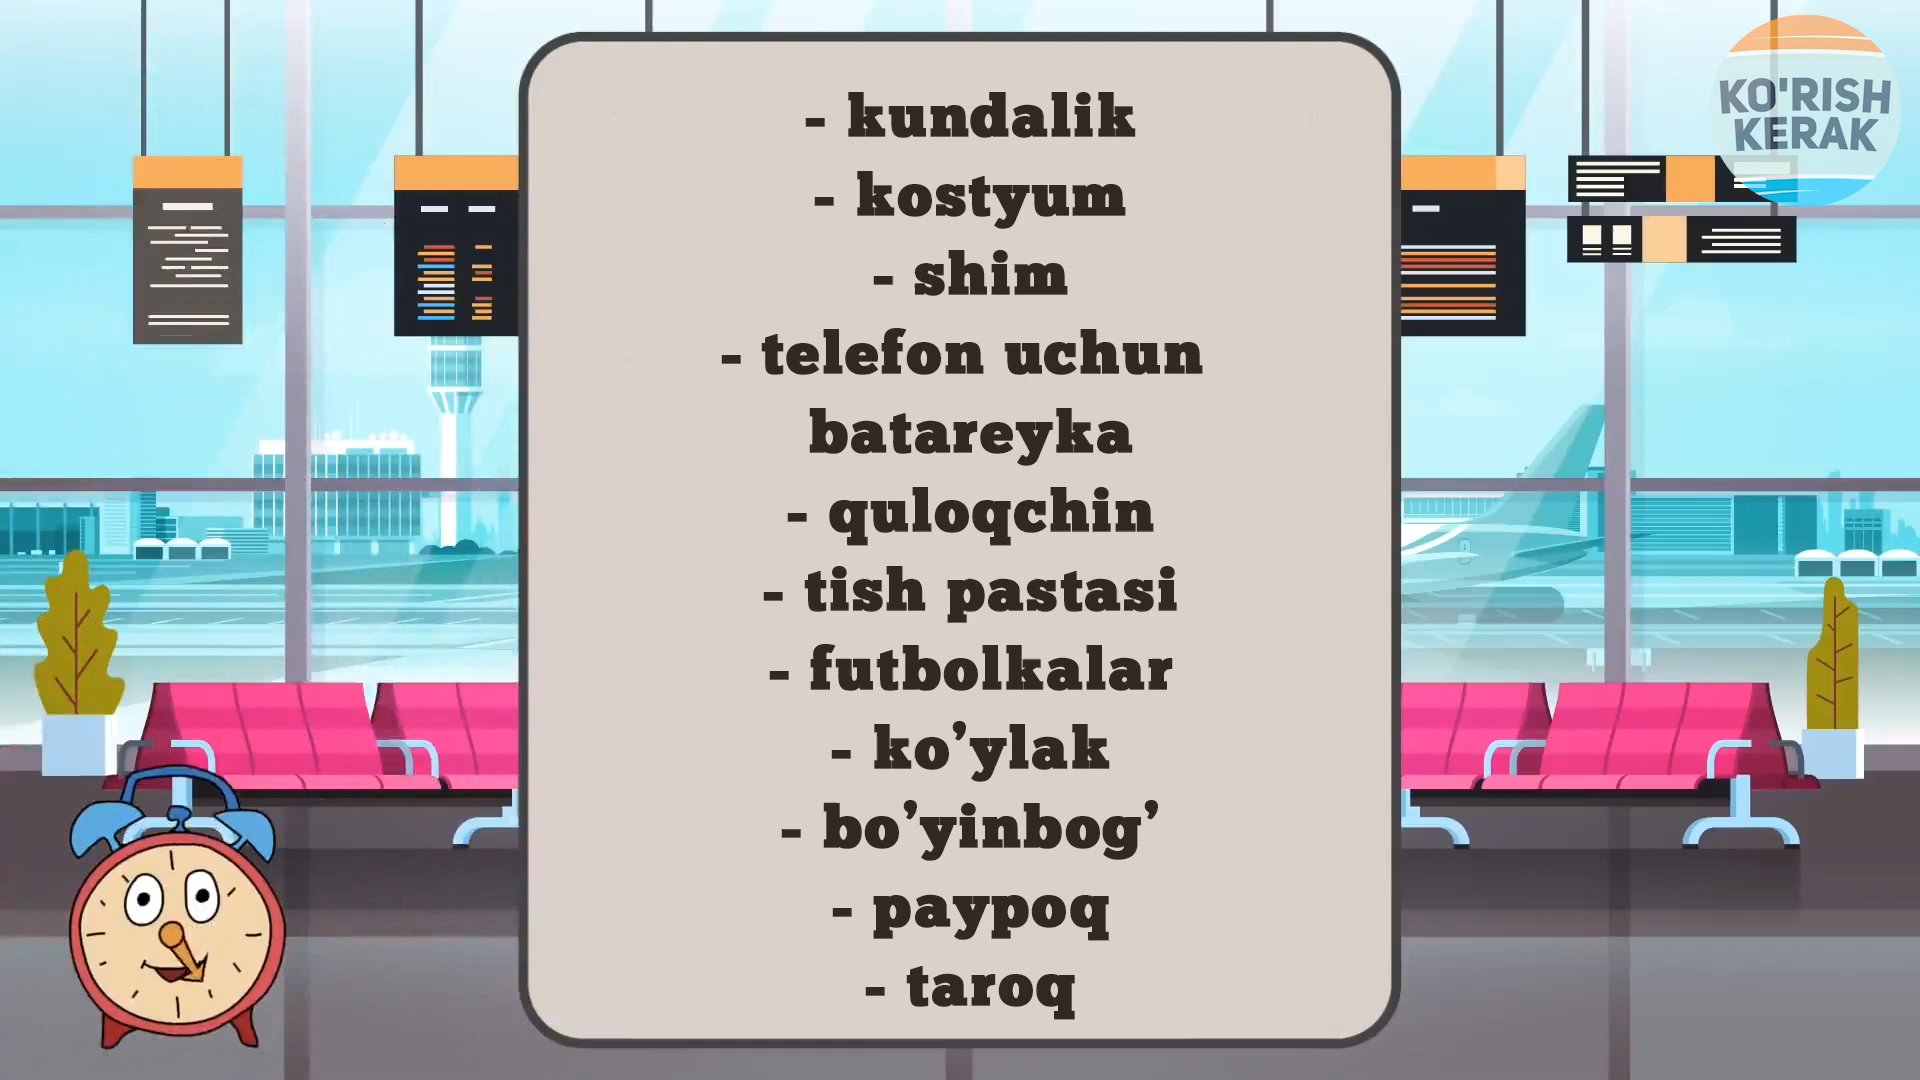 - kundalik
- kostyum
- shim
- telefon uchun
batareyka
- quloqchin
- tish pastasi
- futbolkalar
- ko’ylak
- bo’yinbog’
- paypoq
- taroq
KO'RISH
KERAK